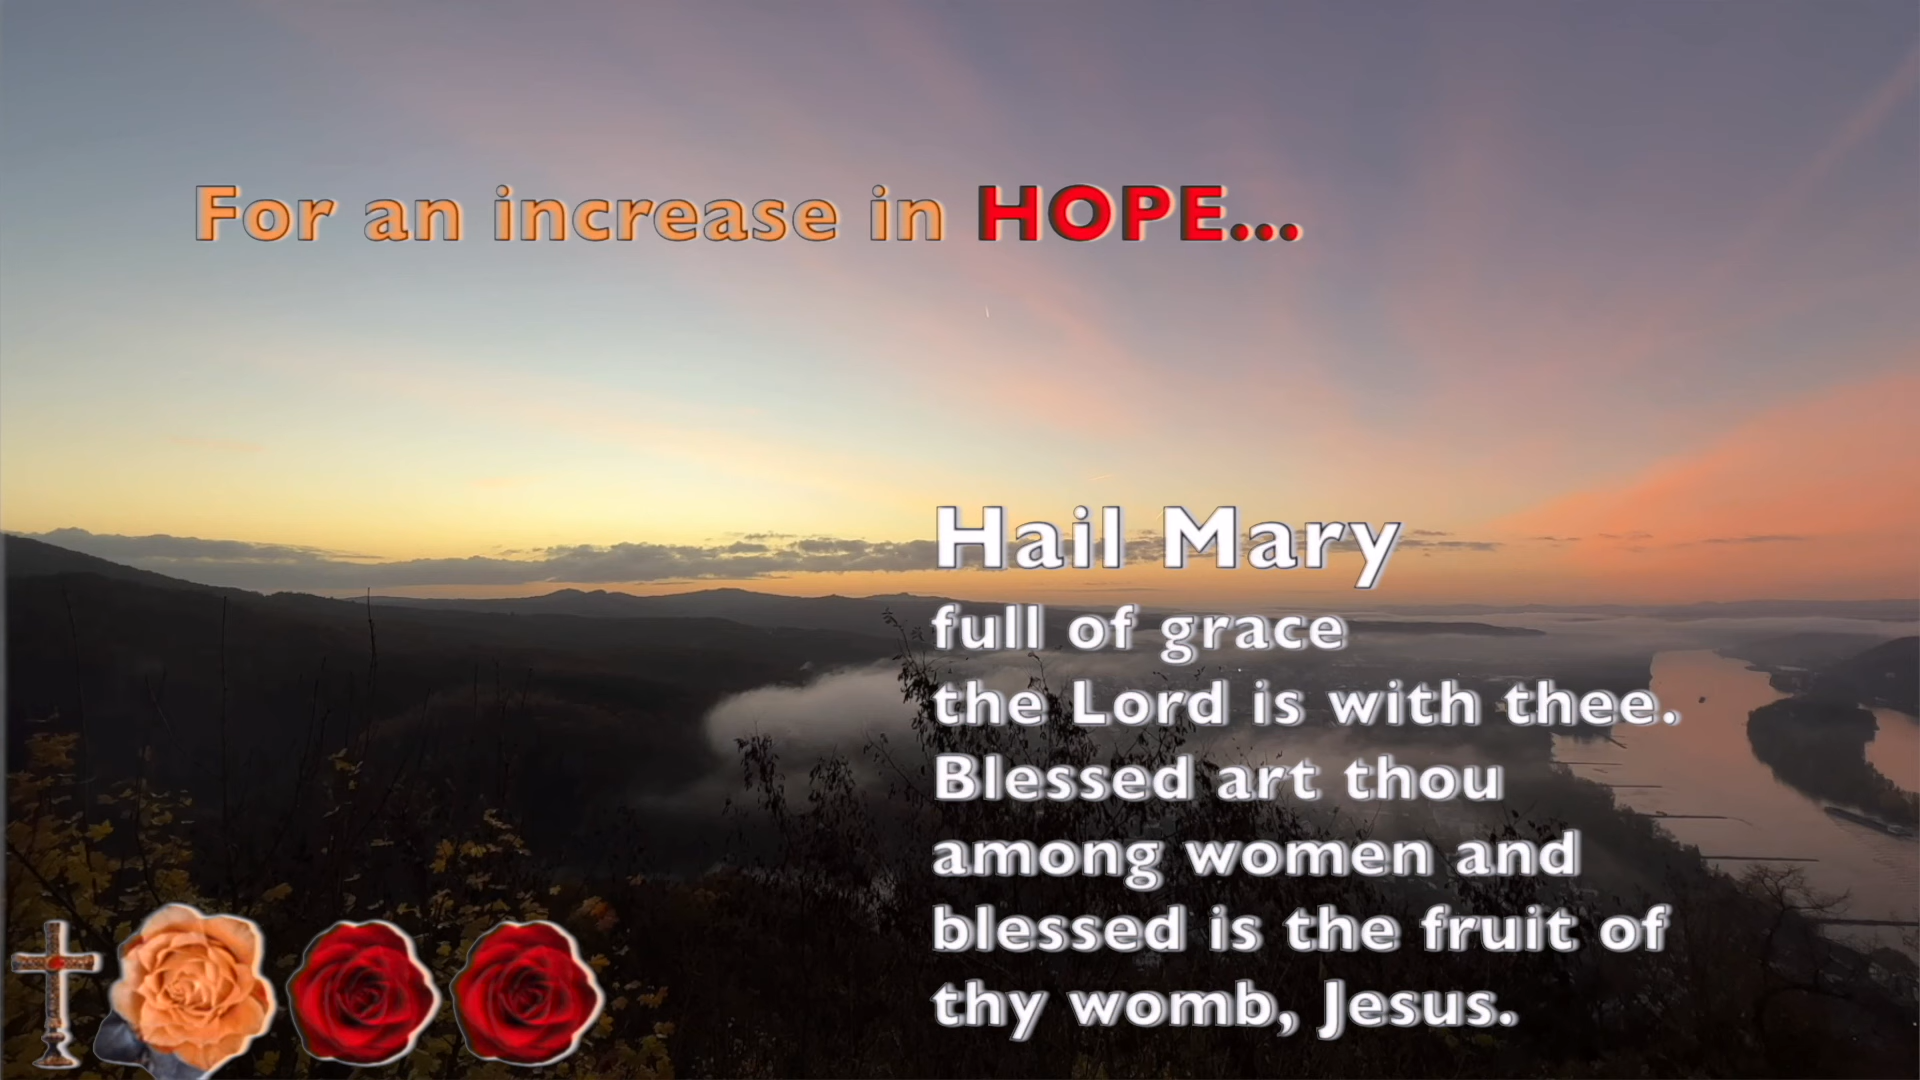 For an increase in HOPE...
Hail Mary
full of grace
the Lord is with thee.
Blessed art thou
among women and
blessed is the fruit of
thy womb, Jesus.